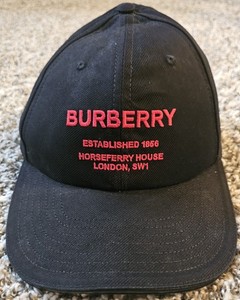 BURBERRY
ESTABLISHED 1856
HORSEFERRY HOUSE
LONDON, SW1